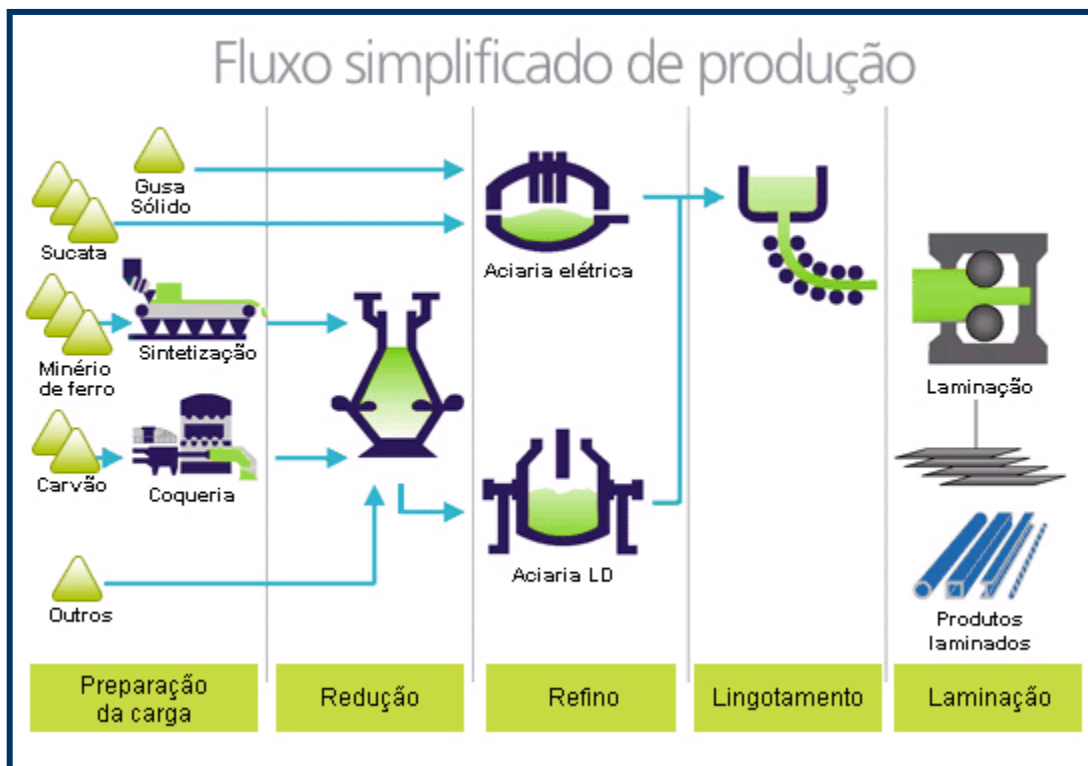 Fluxo simplificado de produção
Gusa
Sólido
Sucata
Aciaria elétrica
Minério
de ferro
Sintetização
Laminação
Carvão
Coqueria
Aciaria LD
Outros
Produtos
laminados
Preparação
da carga
Redução
Refino
Lingotamento
Laminação